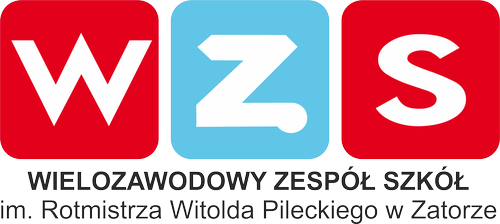 WZS
WIELOZAWODOWY ZESPÓŁ SZKÓŁ
im. Rotmistrza Witolda Pileckiego w Zatorze